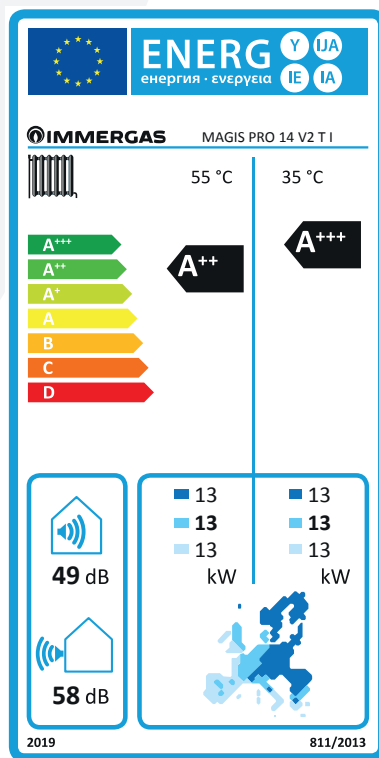 ENERG Y IJA
енергия · ενεργεια IE IA
IMMERGAS MAGIS PRO 14 V2 T I
55 °C 35 °C
A+++
A++
A+++
A++
A+
A
B
C
D
13 13
13 13
13 13
kW kW
49 dB
58 dB
2019 811/2013